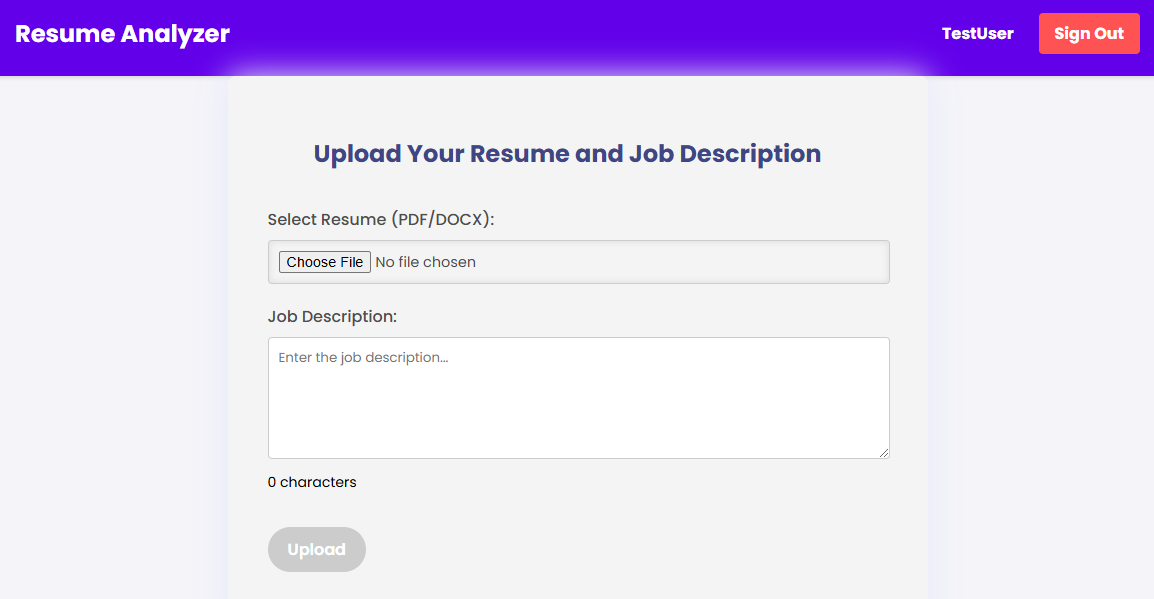 Resume Analyzer
TestUser
Sign Out
Upload Your Resume and Job Description
Select Resume (PDF/DOCX):
Choose File No file chosen
Job Description:
Enter the job description...
0 characters
Upload